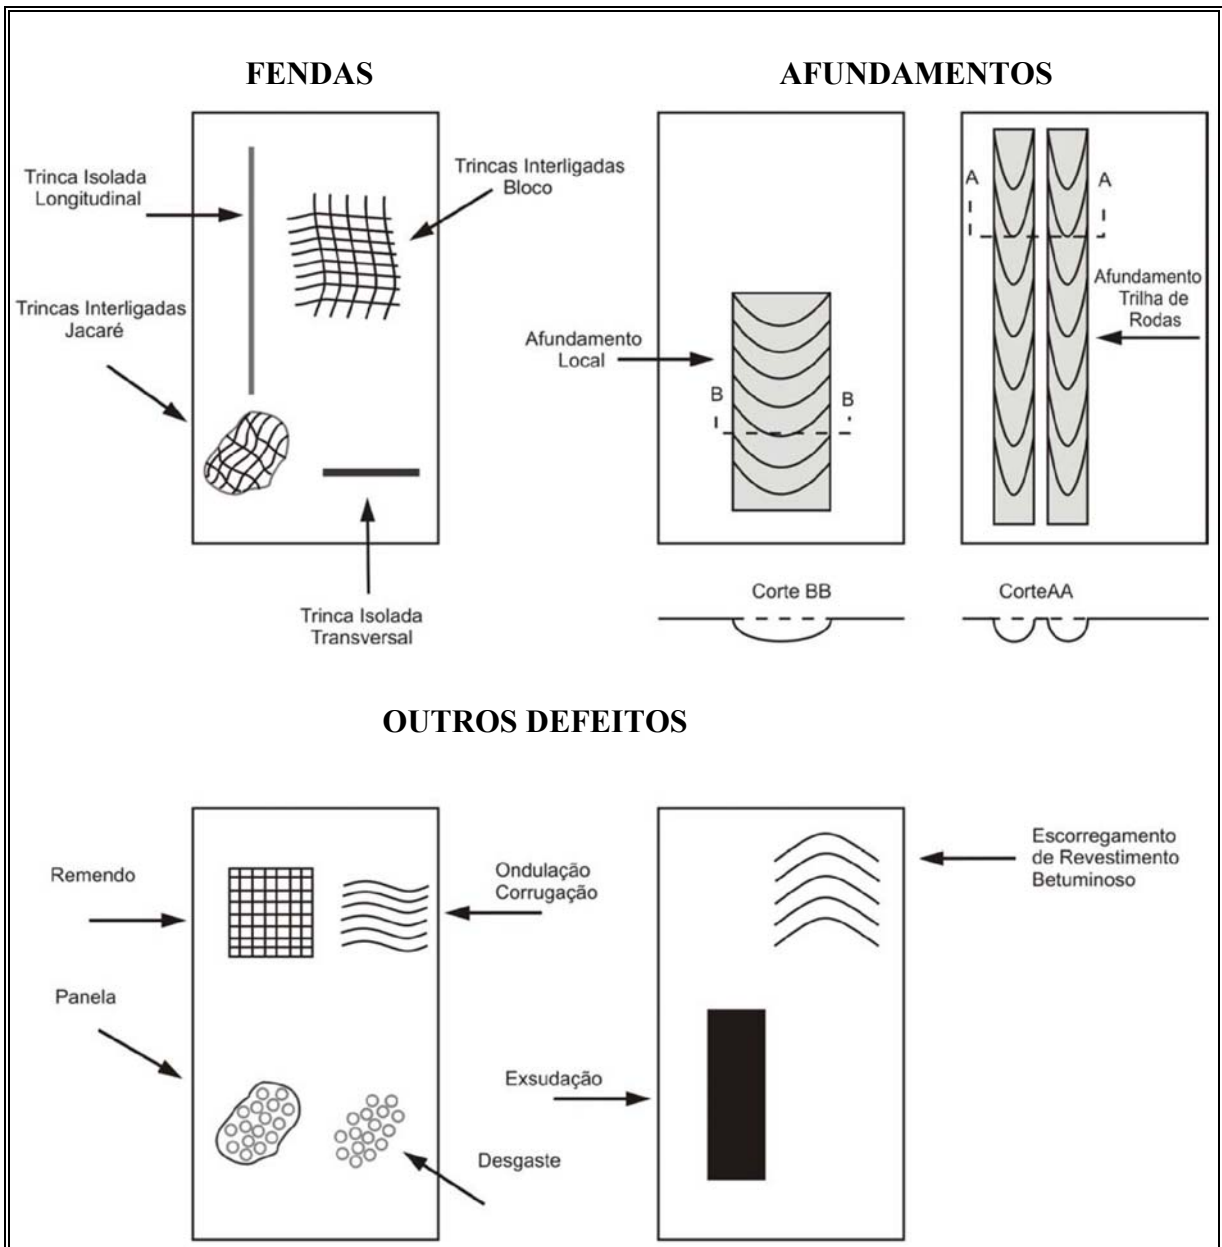 FENDAS
AFUNDAMENTOS
Trinca Isolada
Longitudinal
Trincas Interligadas
Bloco
Trincas Interligadas
Jacaré
Trinca Isolada
Transversal
Afundamento
Local
B
B
A
A
Afundamento
Trilha de
Rodas
Corte BB
CorteAA
OUTROS DEFEITOS
Remendo
Ondulação
Corrugação
Panela
Desgaste
Escorregamento
de Revestimento
Betuminoso
Exsudação